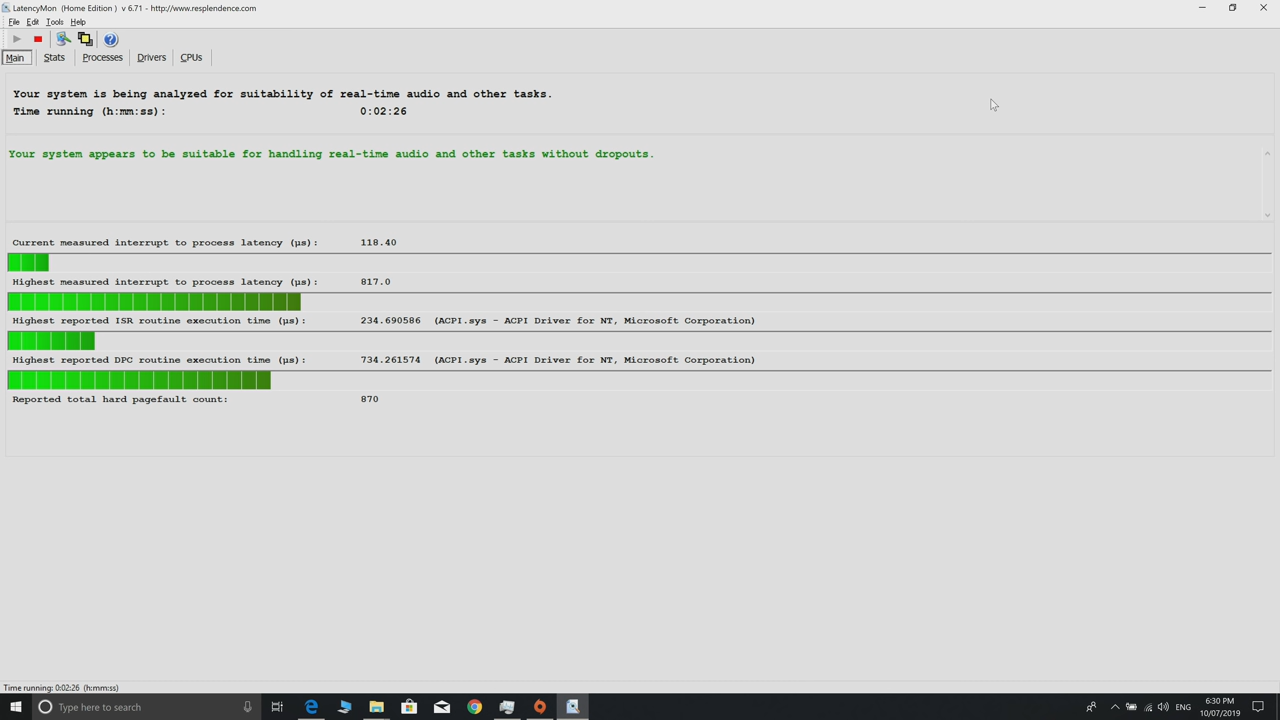 LatencyMon (Home Edition ) v 6.71 - http://www.resplendence.com
File Edit Tools Help
Main Stats Processes Drivers CPUs
Your system is being analyzed for suitability of real-time audio and other tasks.
Time running (h:mm:ss): 0:02:26
Your system appears to be suitable for handling real-time audio and other tasks without dropouts.
Current measured interrupt to process latency (µs): 118.40
Highest measured interrupt to process latency (µs): 817.0
Highest reported ISR routine execution time (µs): 234.690586 (ACPI.sys - ACPI Driver for NT, Microsoft Corporation)
Highest reported DPC routine execution time (µs): 734.261574 (ACPI.sys - ACPI Driver for NT, Microsoft Corporation)
Reported total hard pagefault count: 870
Time running: 0:02:26 (h:mm:ss)
Type here to search
ENG
6:30 PM
10/07/2019